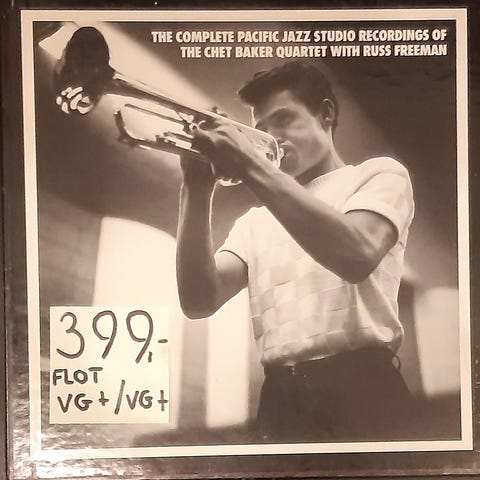 THE COMPLETE PACIFIC JAZZ STUDIO RECORDINGS OF
THE CHET BAKER QUARTET WITH RUSS FREEMAN
399,-
FLOT
VG+/VG+